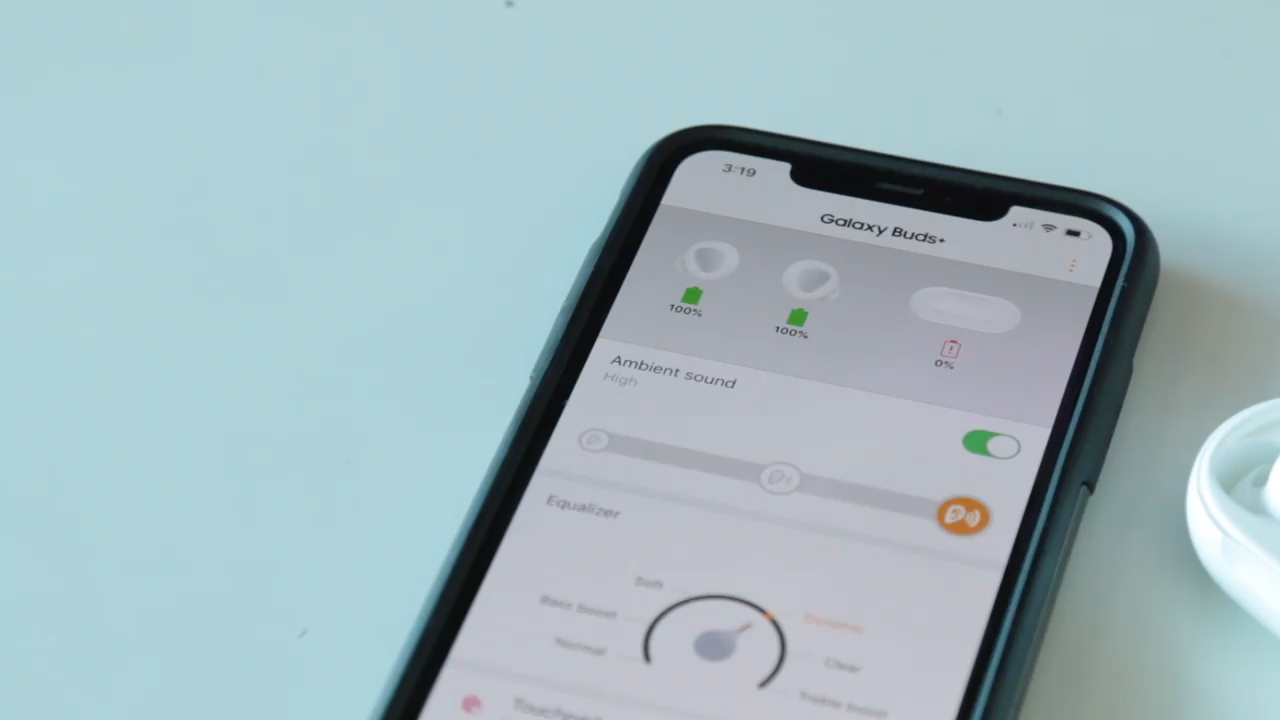 3:19
Galaxy Buds+
100%
100%
0%
Ambient sound
High
Equalizer
Soft
Bass boost
Dynamic
Normal
Clear
Treble boost